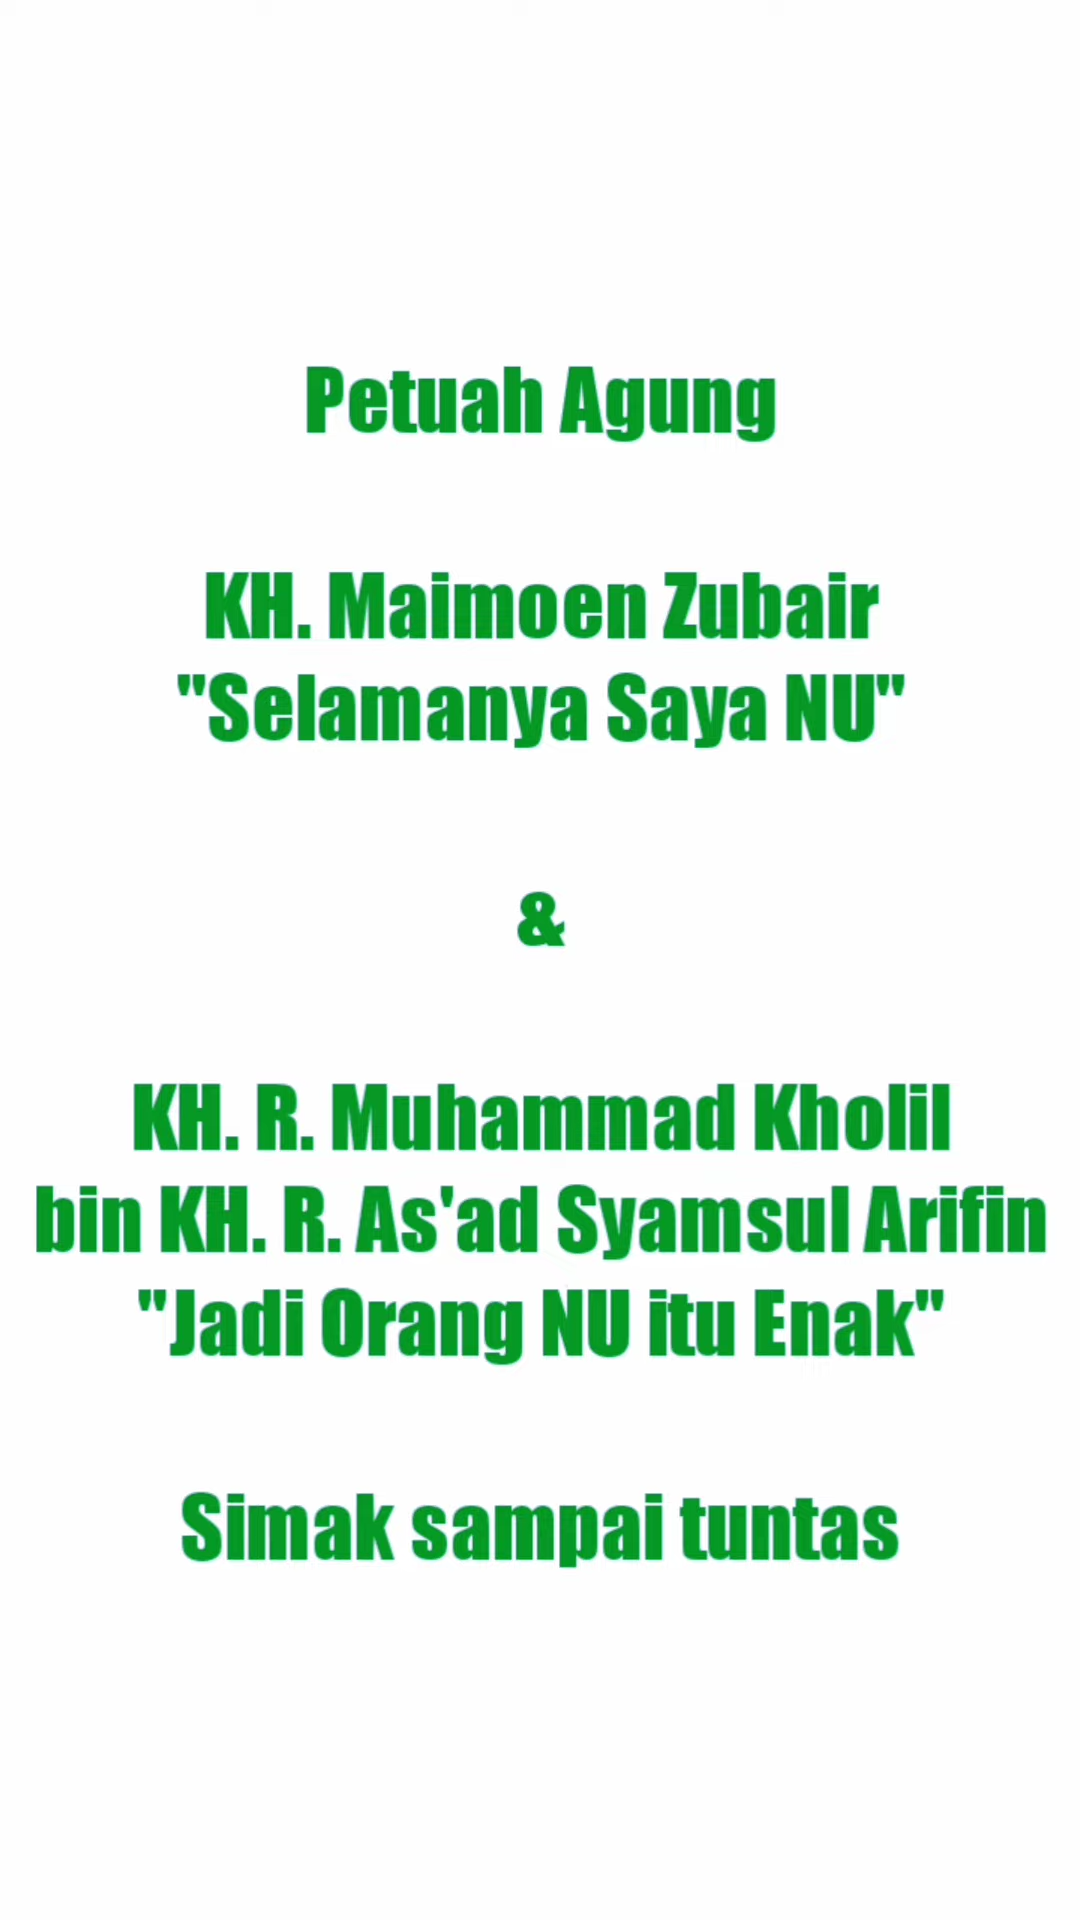 Petuah Agung
KH. Maimoen Zubair
"Selamanya Saya NU"
&
KH. R. Muhammad Kholil
bin KH. R. As'ad Syamsul Arifin
"Jadi Orang NU itu Enak"
Simak sampai tuntas